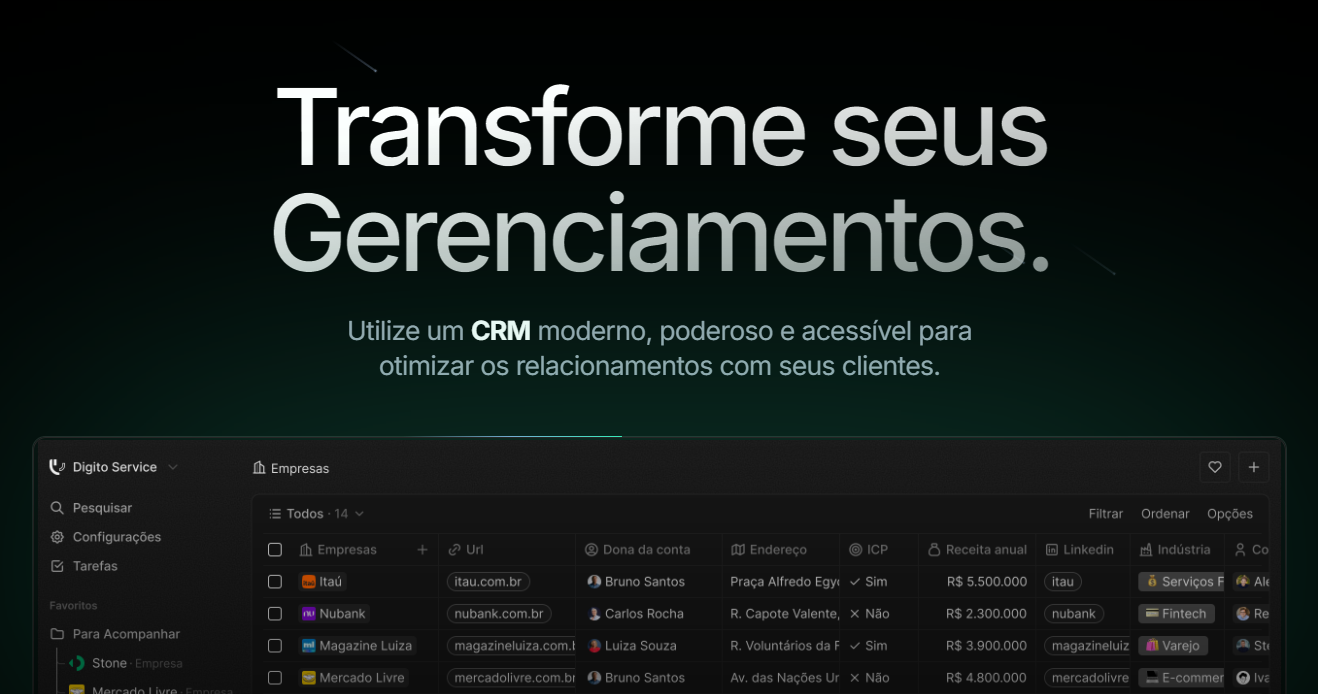 Transforme seus
Gerenciamentos.
Utilize um CRM moderno, poderoso e acessível para
otimizar os relacionamentos com seus clientes.
Digito Service
Empresas
Pesquisar
Configurações
Tarefas
Favoritos
Para Acompanhar
Stone · Empresa
Mercado Livre · Empresa
Todos · 14
Filtrar Ordenar Opções
Empresas Url Dona da conta Endereço ICP Receita anual Linkedin Indústria Co
Itaú itau.com.br Bruno Santos Praça Alfredo Egy Sim R$ 5.500.000 itau Serviços F Ale
Nubank nubank.com.br Carlos Rocha R. Capote Valente, Não R$ 2.300.000 nubank Fintech Re
Magazine Luiza magazineluiza.com.b Luiza Souza R. Voluntários da F Sim R$ 3.900.000 magazineluiz Varejo Ste
Mercado Livre mercadolivre.com.br Bruno Santos Av. das Nações Un Não R$ 4.800.000 mercadolivre E-commer Iva